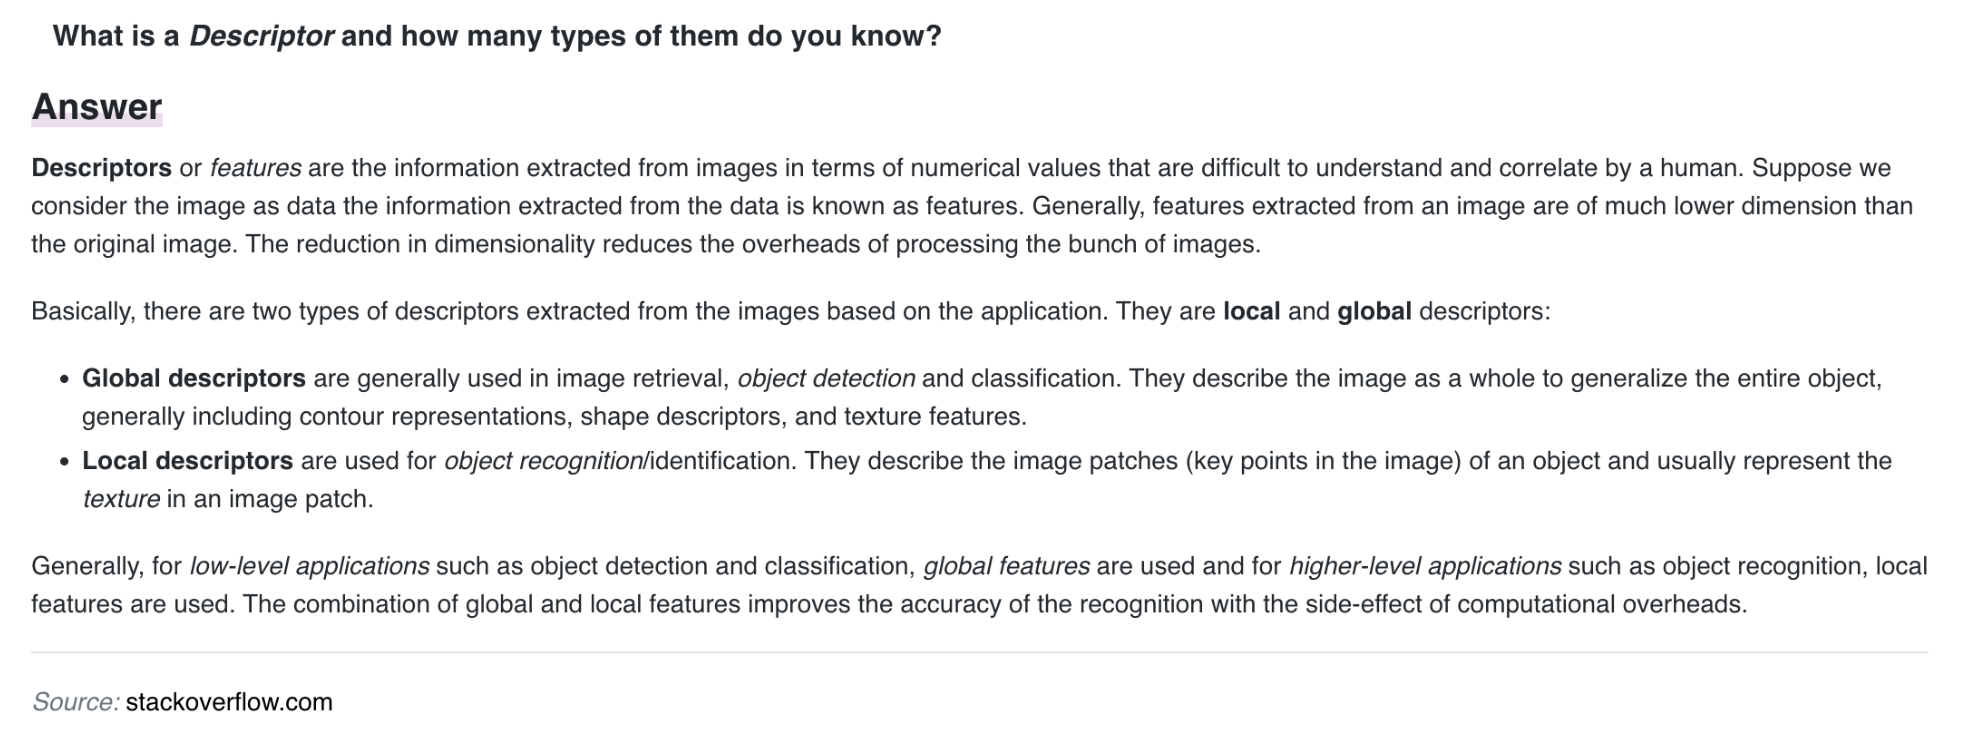 What is a Descriptor and how many types of them do you know?
Answer
Descriptors or features are the information extracted from images in terms of numerical values that are difficult to understand and correlate by a human. Suppose we
consider the image as data the information extracted from the data is known as features. Generally, features extracted from an image are of much lower dimension than
the original image. The reduction in dimensionality reduces the overheads of processing the bunch of images.
Basically, there are two types of descriptors extracted from the images based on the application. They are local and global descriptors:
• Global descriptors are generally used in image retrieval, object detection and classification. They describe the image as a whole to generalize the entire object,
generally including contour representations, shape descriptors, and texture features.
• Local descriptors are used for object recognition/identification. They describe the image patches (key points in the image) of an object and usually represent the
texture in an image patch.
Generally, for low-level applications such as object detection and classification, global features are used and for higher-level applications such as object recognition, local
features are used. The combination of global and local features improves the accuracy of the recognition with the side-effect of computational overheads.
Source: stackoverflow.com